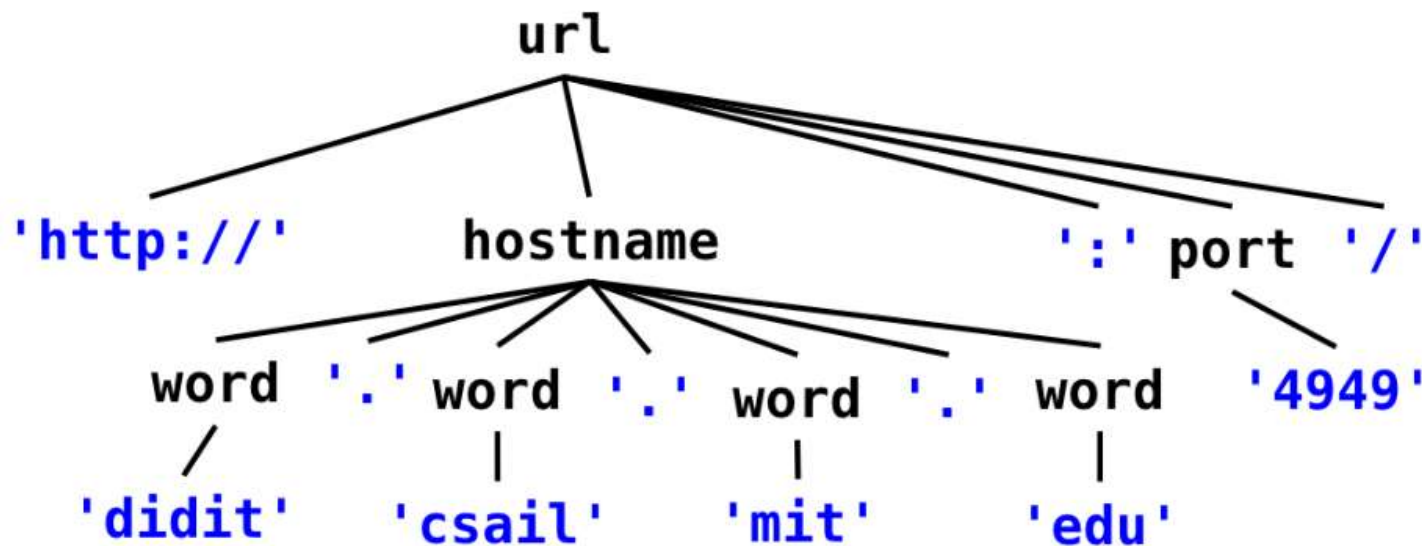 url
'http://' hostname ':' port '/'
word '.' word '.' word '.' word '4949'
'didit' 'csail' 'mit' 'edu'